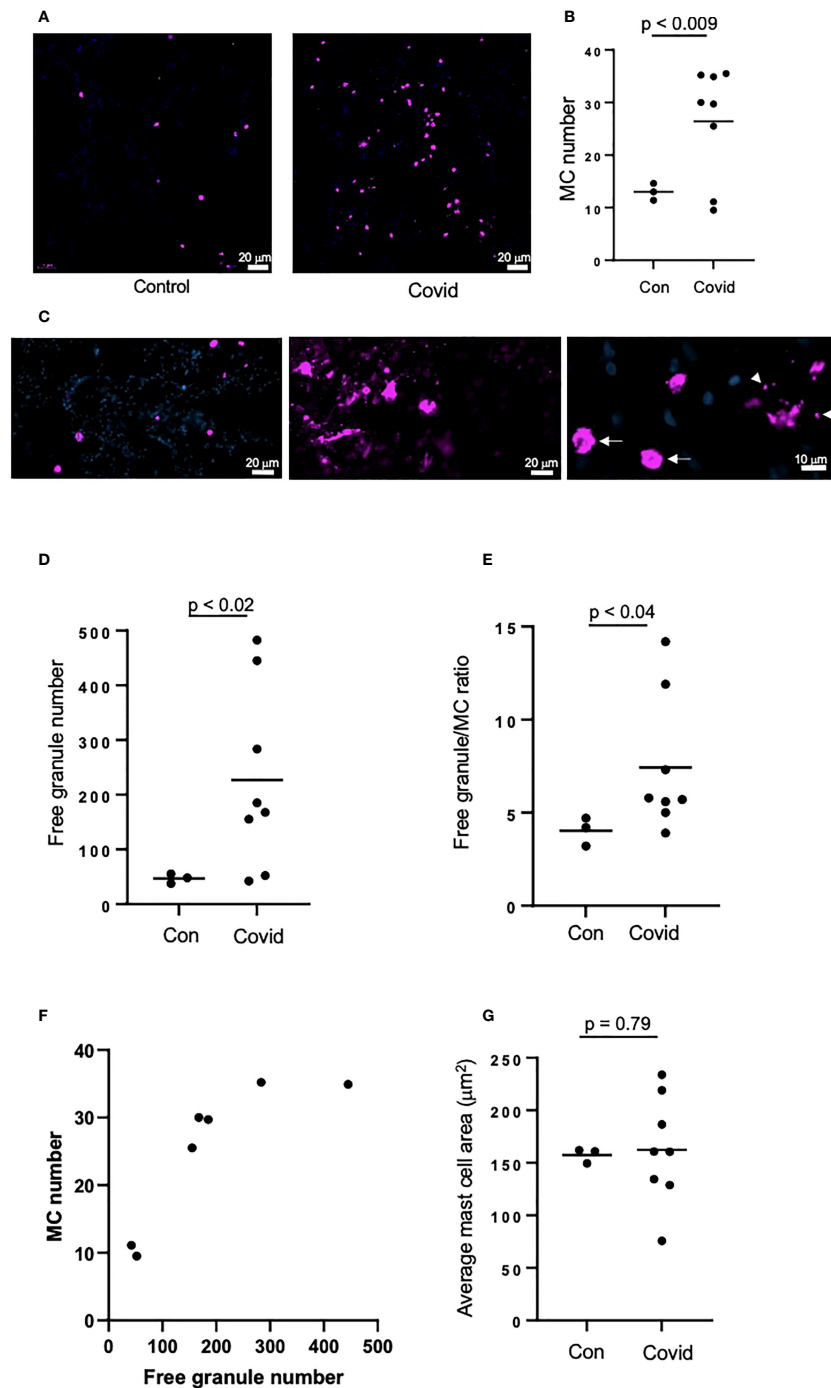 A
20 μm
Control
20 μm
Covid
B
p < 0.009
MC number
40
30
20
10
0
Con
Covid
C
20 μm
20 μm
10 μm
D
p < 0.02
Free granule number
500
400
300
200
100
0
Con
Covid
E
p < 0.04
Free granule/MC ratio
15
10
5
0
Con
Covid
F
MC number
40
30
20
10
0
0 100 200 300 400 500
Free granule number
G
p = 0.79
Average mast cell area (μm²)
250
200
150
100
50
0
Con
Covid